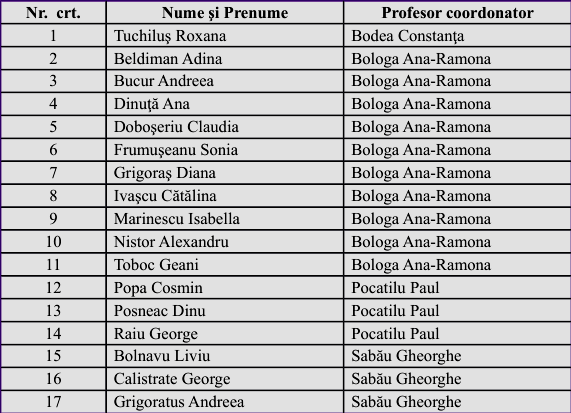 Nr. crt. Nume şi Prenume Profesor coordonator
1 Tuchiluş Roxana Bodea Constanţa
2 Beldiman Adina Bologa Ana-Ramona
3 Bucur Andreea Bologa Ana-Ramona
4 Dinuţă Ana Bologa Ana-Ramona
5 Doboşeriu Claudia Bologa Ana-Ramona
6 Frumuşeanu Sonia Bologa Ana-Ramona
7 Grigoraş Diana Bologa Ana-Ramona
8 Ivaşcu Cătălina Bologa Ana-Ramona
9 Marinescu Isabella Bologa Ana-Ramona
10 Nistor Alexandru Bologa Ana-Ramona
11 Toboc Geani Bologa Ana-Ramona
12 Popa Cosmin Pocatilu Paul
13 Posneac Dinu Pocatilu Paul
14 Raiu George Pocatilu Paul
15 Bolnavu Liviu Sabău Gheorghe
16 Calistrate George Sabău Gheorghe
17 Grigoratus Andreea Sabău Gheorghe